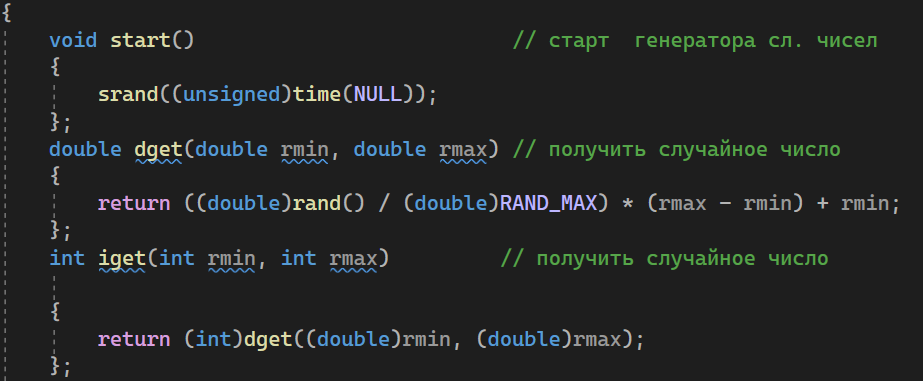 {
void start() // старт генератора сл. чисел
{
srand((unsigned)time(NULL));
};
double dget(double rmin, double rmax) // получить случайное число
{
return ((double)rand() / (double)RAND_MAX) * (rmax - rmin) + rmin;
};
int iget(int rmin, int rmax) // получить случайное число
{
return (int)dget((double)rmin, (double)rmax);
};